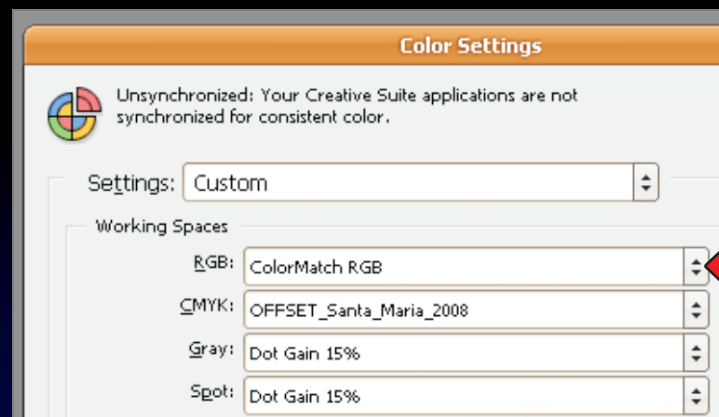 Color Settings
Unsynchronized: Your Creative Suite applications are not
synchronized for consistent color.
Settings: Custom
Working Spaces
RGB: ColorMatch RGB
CMYK: OFFSET_Santa_Maria_2008
Gray: Dot Gain 15%
Spot: Dot Gain 15%